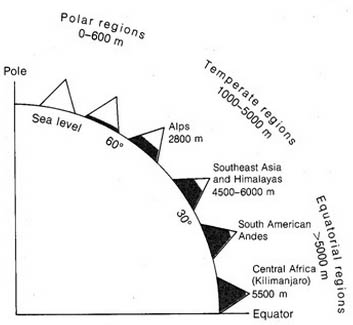 Polar regions
0–600 m
Pole
Temperate regions
1000–5000 m
Sea level
Alps
2800 m
60°
Southeast Asia
and Himalayas
4500–6000 m
30°
Equatorial regions
>5000 m
South American
Andes
Central Africa
(Kilimanjaro)
5500 m
Equator